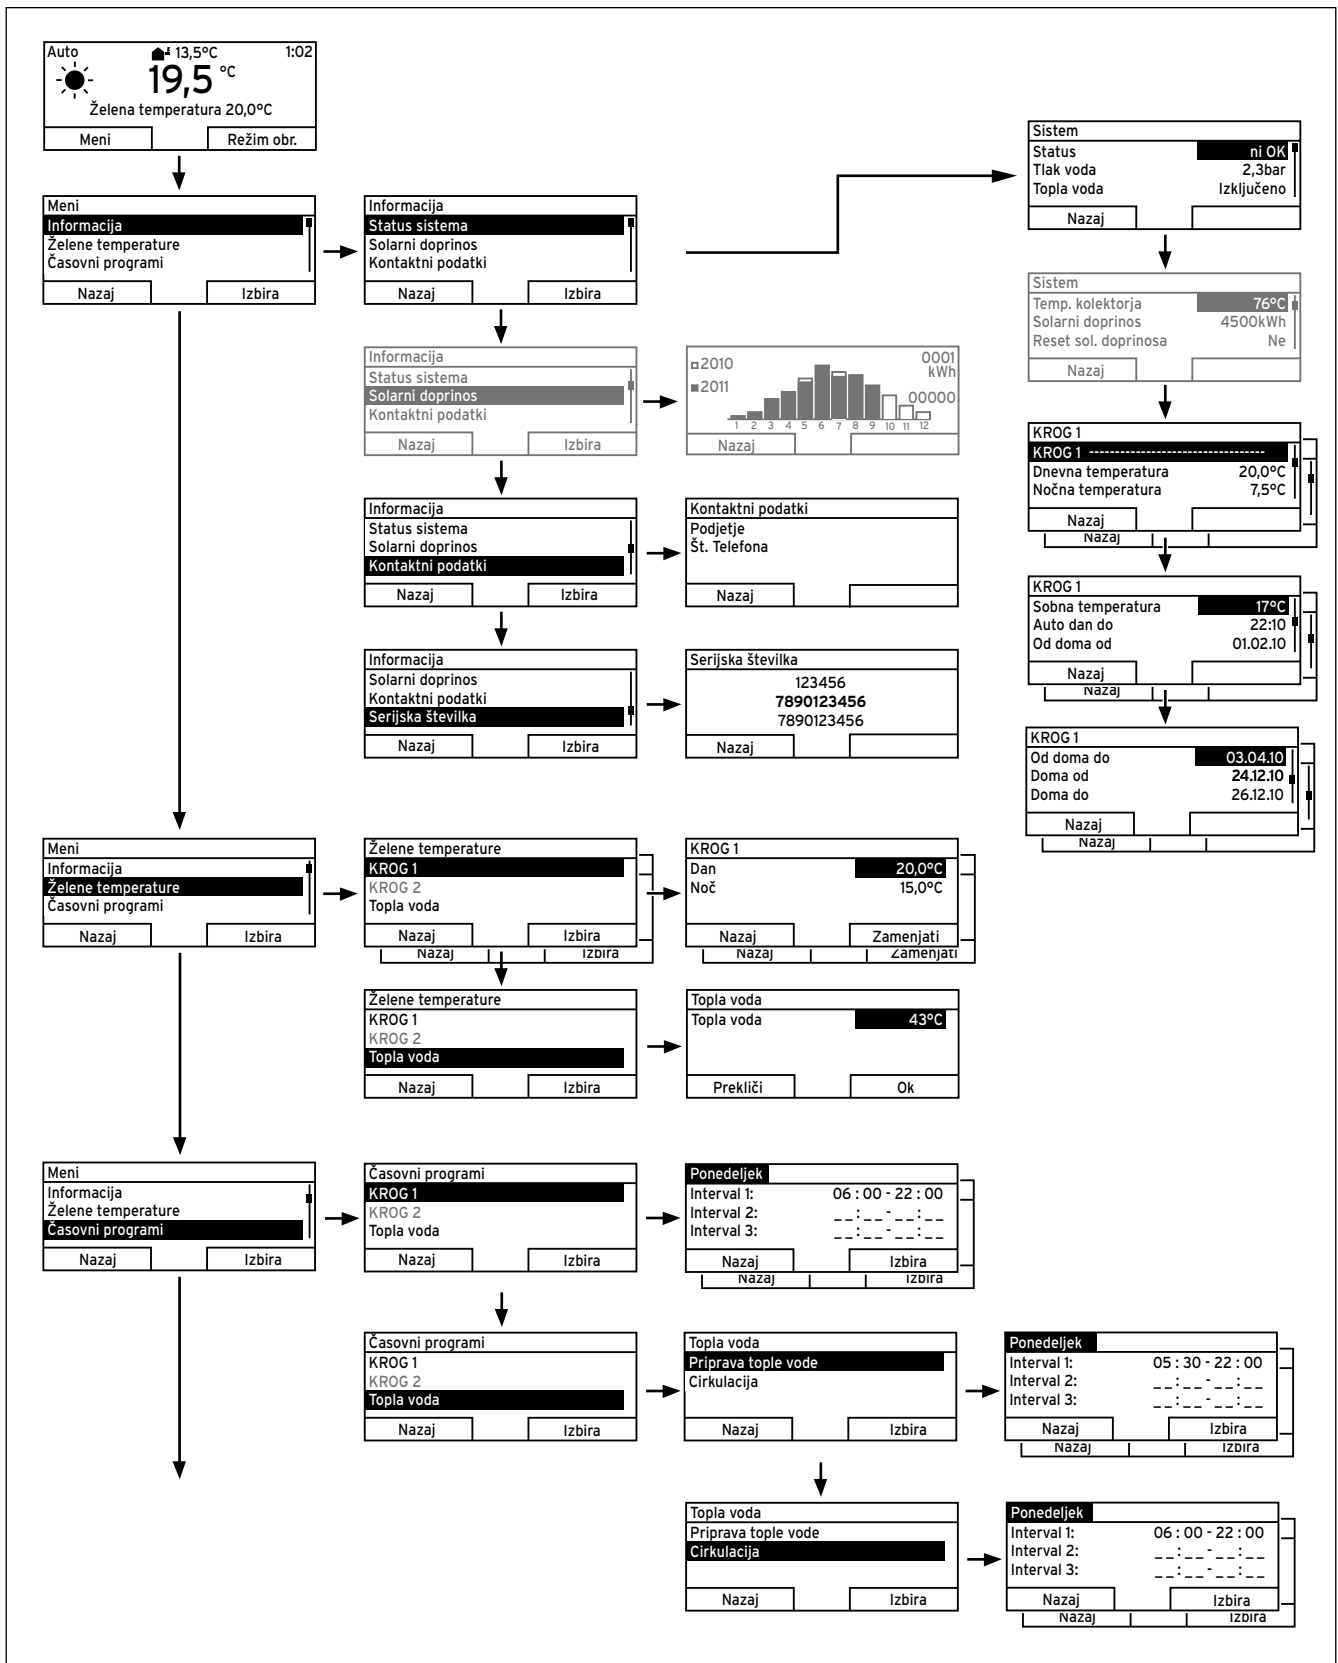 Auto 13,5°C 1:02
19,5 °C
Želena temperatura 20,0°C
Meni Režim obr.
Meni
Informacija
Želene temperature
Časovni programi
Nazaj Izbira
Informacija
Status sistema
Solarni doprinos
Kontaktni podatki
Nazaj Izbira
Sistem
Status ni OK
Tlak voda 2,3bar
Topla voda Izključeno
Nazaj
Sistem
Temp. kolektorja 76°C
Solarni doprinos 4500kWh
Reset sol. doprinosa Ne
Nazaj
Informacija
Status sistema
Solarni doprinos
Kontaktni podatki
Nazaj Izbira
2010 0001
kWh
2011 00000
1 2 3 4 5 6 7 8 9 10 11 12
Nazaj
KROG 1
KROG 1 -----------------------------------
Dnevna temperatura 20,0°C
Nočna temperatura 7,5°C
Nazaj
Nazaj
Informacija
Status sistema
Solarni doprinos
Kontaktni podatki
Nazaj Izbira
Kontaktni podatki
Podjetje
Št. Telefona
Nazaj
KROG 1
Sobna temperatura 17°C
Auto dan do 22:10
Od doma od 01.02.10
Nazaj
Nazaj
Informacija
Solarni doprinos
Kontaktni podatki
Serijska številka
Nazaj Izbira
Serijska številka
123456
7890123456
7890123456
Nazaj
KROG 1
Od doma do 03.04.10
Doma od 24.12.10
Doma do 26.12.10
Nazaj
Nazaj
Meni
Informacija
Želene temperature
Časovni programi
Nazaj Izbira
Želene temperature
KROG 1
KROG 2
Topla voda
Nazaj Izbira
Nazaj Izbira
KROG 1
Dan 20,0°C
Noč 15,0°C
Nazaj Zamenjati
Nazaj Zamenjati
Želene temperature
KROG 1
KROG 2
Topla voda
Nazaj Izbira
Topla voda
Topla voda 43°C
Prekliči Ok
Meni
Informacija
Želene temperature
Časovni programi
Nazaj Izbira
Časovni programi
KROG 1
KROG 2
Topla voda
Nazaj Izbira
Ponedeljek
Interval 1: 06 : 00 - 22 : 00
Interval 2: _ _ : _ _ - _ _ : _ _
Interval 3: _ _ : _ _ - _ _ : _ _
Nazaj Izbira
Nazaj Izbira
Časovni programi
KROG 1
KROG 2
Topla voda
Nazaj Izbira
Topla voda
Priprava tople vode
Cirkulacija
Nazaj Izbira
Ponedeljek
Interval 1: 05 : 30 - 22 : 00
Interval 2: _ _ : _ _ - _ _ : _ _
Interval 3: _ _ : _ _ - _ _ : _ _
Nazaj Izbira
Nazaj Izbira
Topla voda
Priprava tople vode
Cirkulacija
Nazaj Izbira
Ponedeljek
Interval 1: 06 : 00 - 22 : 00
Interval 2: _ _ : _ _ - _ _ : _ _
Interval 3: _ _ : _ _ - _ _ : _ _
Nazaj Izbira
Nazaj Izbira